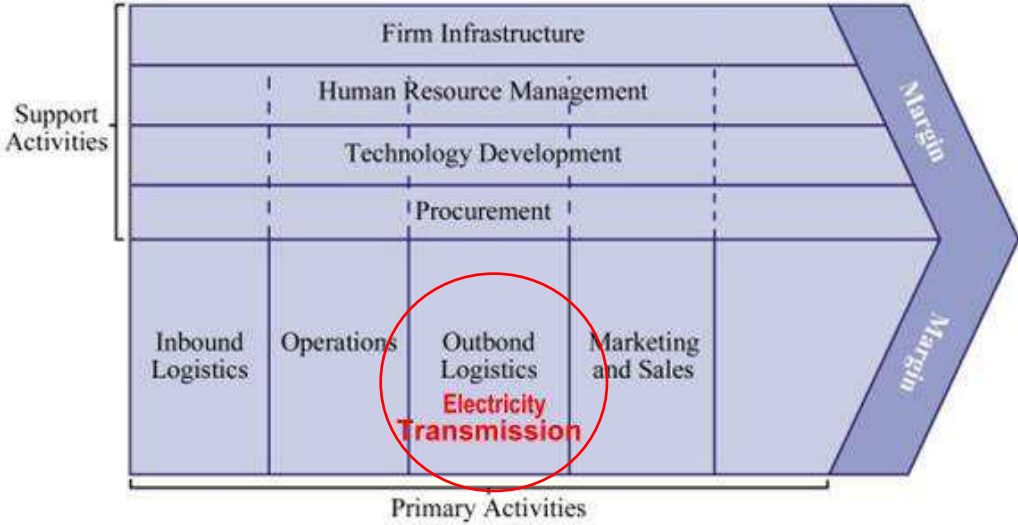 Firm Infrastructure
Human Resource Management
Support
Activities
Technology Development
Procurement
Margin
Margin
Inbound
Logistics
Operations
Outbond
Logistics
Electricity
Transmission
Marketing
and Sales
Primary Activities